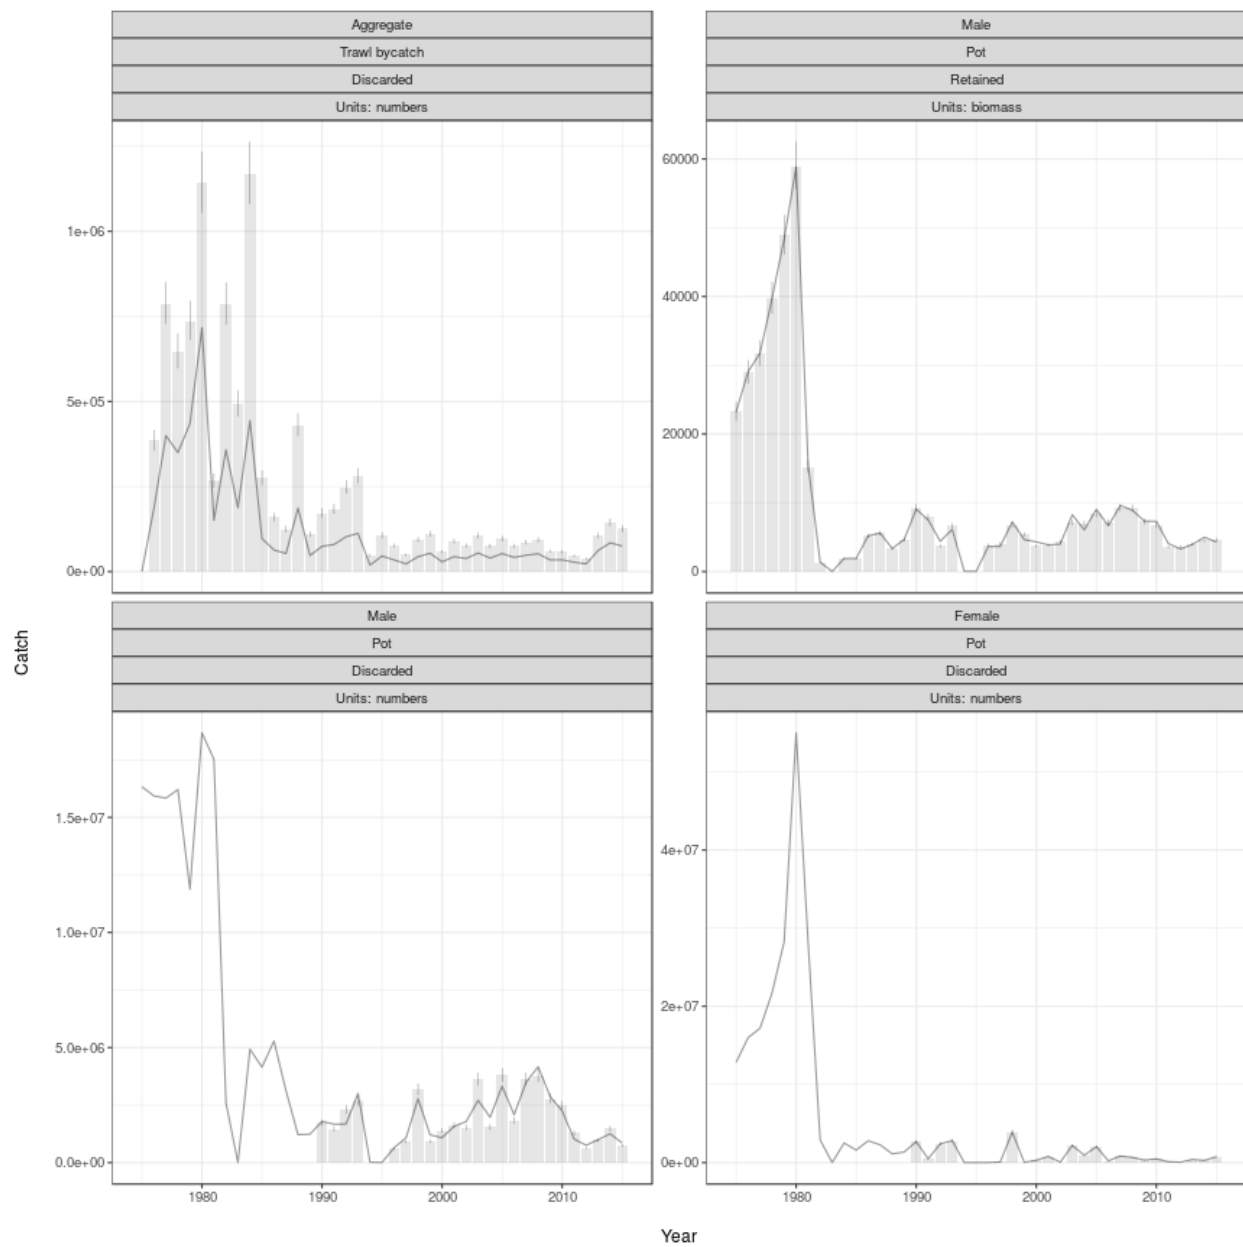 Aggregate
Trawl bycatch
Discarded
Units: numbers
1e+06
5e+05
0e+00
Male
Pot
Retained
Units: biomass
60000
40000
20000
0
Male
Pot
Discarded
Units: numbers
1.5e+07
1.0e+07
5.0e+06
0.0e+00
1980 1990 2000 2010
Female
Pot
Discarded
Units: numbers
4e+07
2e+07
0e+00
1980 1990 2000 2010
Catch
Year